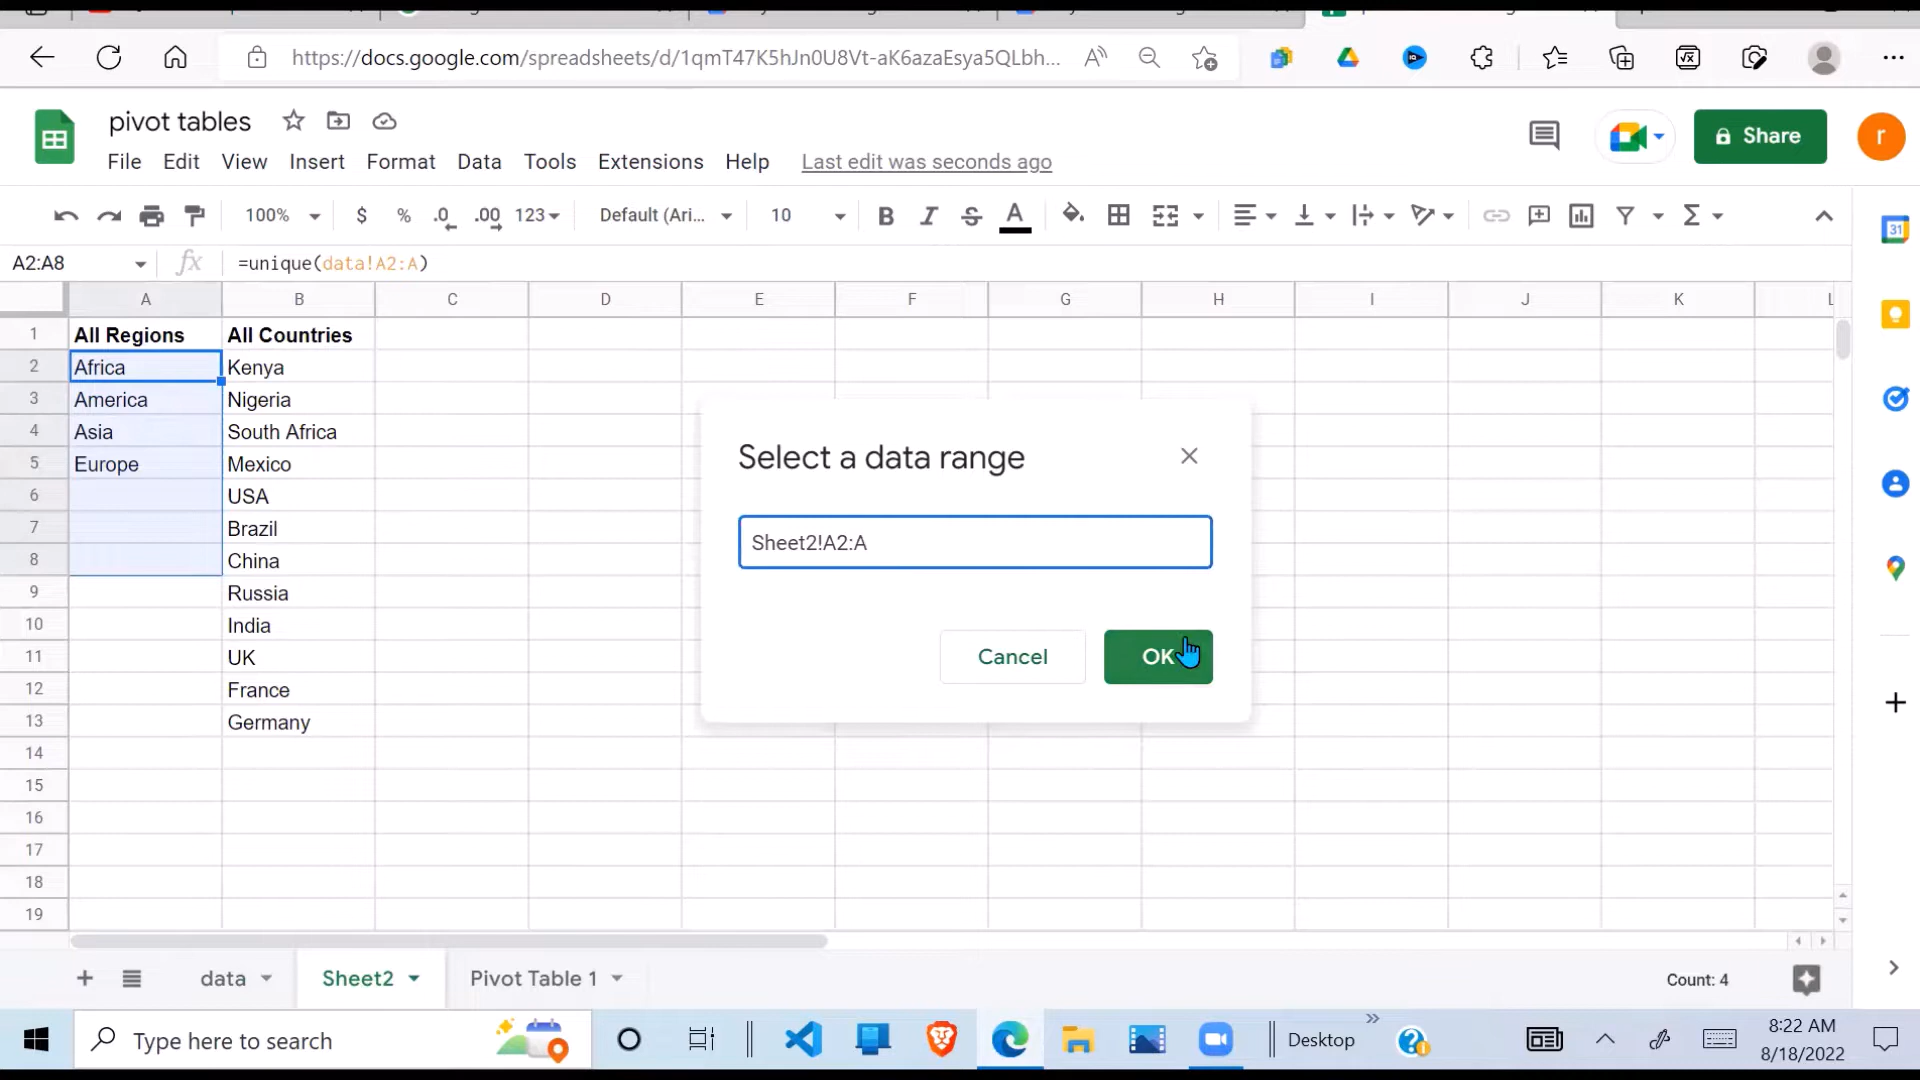 https://docs.google.com/spreadsheets/d/1qmT47K5hJn0U8Vt-aK6azaEsya5QLbh...
pivot tables
File Edit View Insert Format Data Tools Extensions Help Last edit was seconds ago
Share
r
100% $ % .0 .00 123 Default (Ari... 10 B I S A
31
A2:A8 fx =unique(data!A2:A)
A B C D E F G H I J K L
1 All Regions All Countries
2 Africa Kenya
3 America Nigeria
4 Asia South Africa
5 Europe Mexico
6 USA
7 Brazil
8 China
9 Russia
10 India
11 UK
12 France
13 Germany
14
15
16
17
18
19
Select a data range
Sheet2!A2:A
Cancel OK
data Sheet2 Pivot Table 1 Count: 4
Type here to search Desktop
8:22 AM
8/18/2022